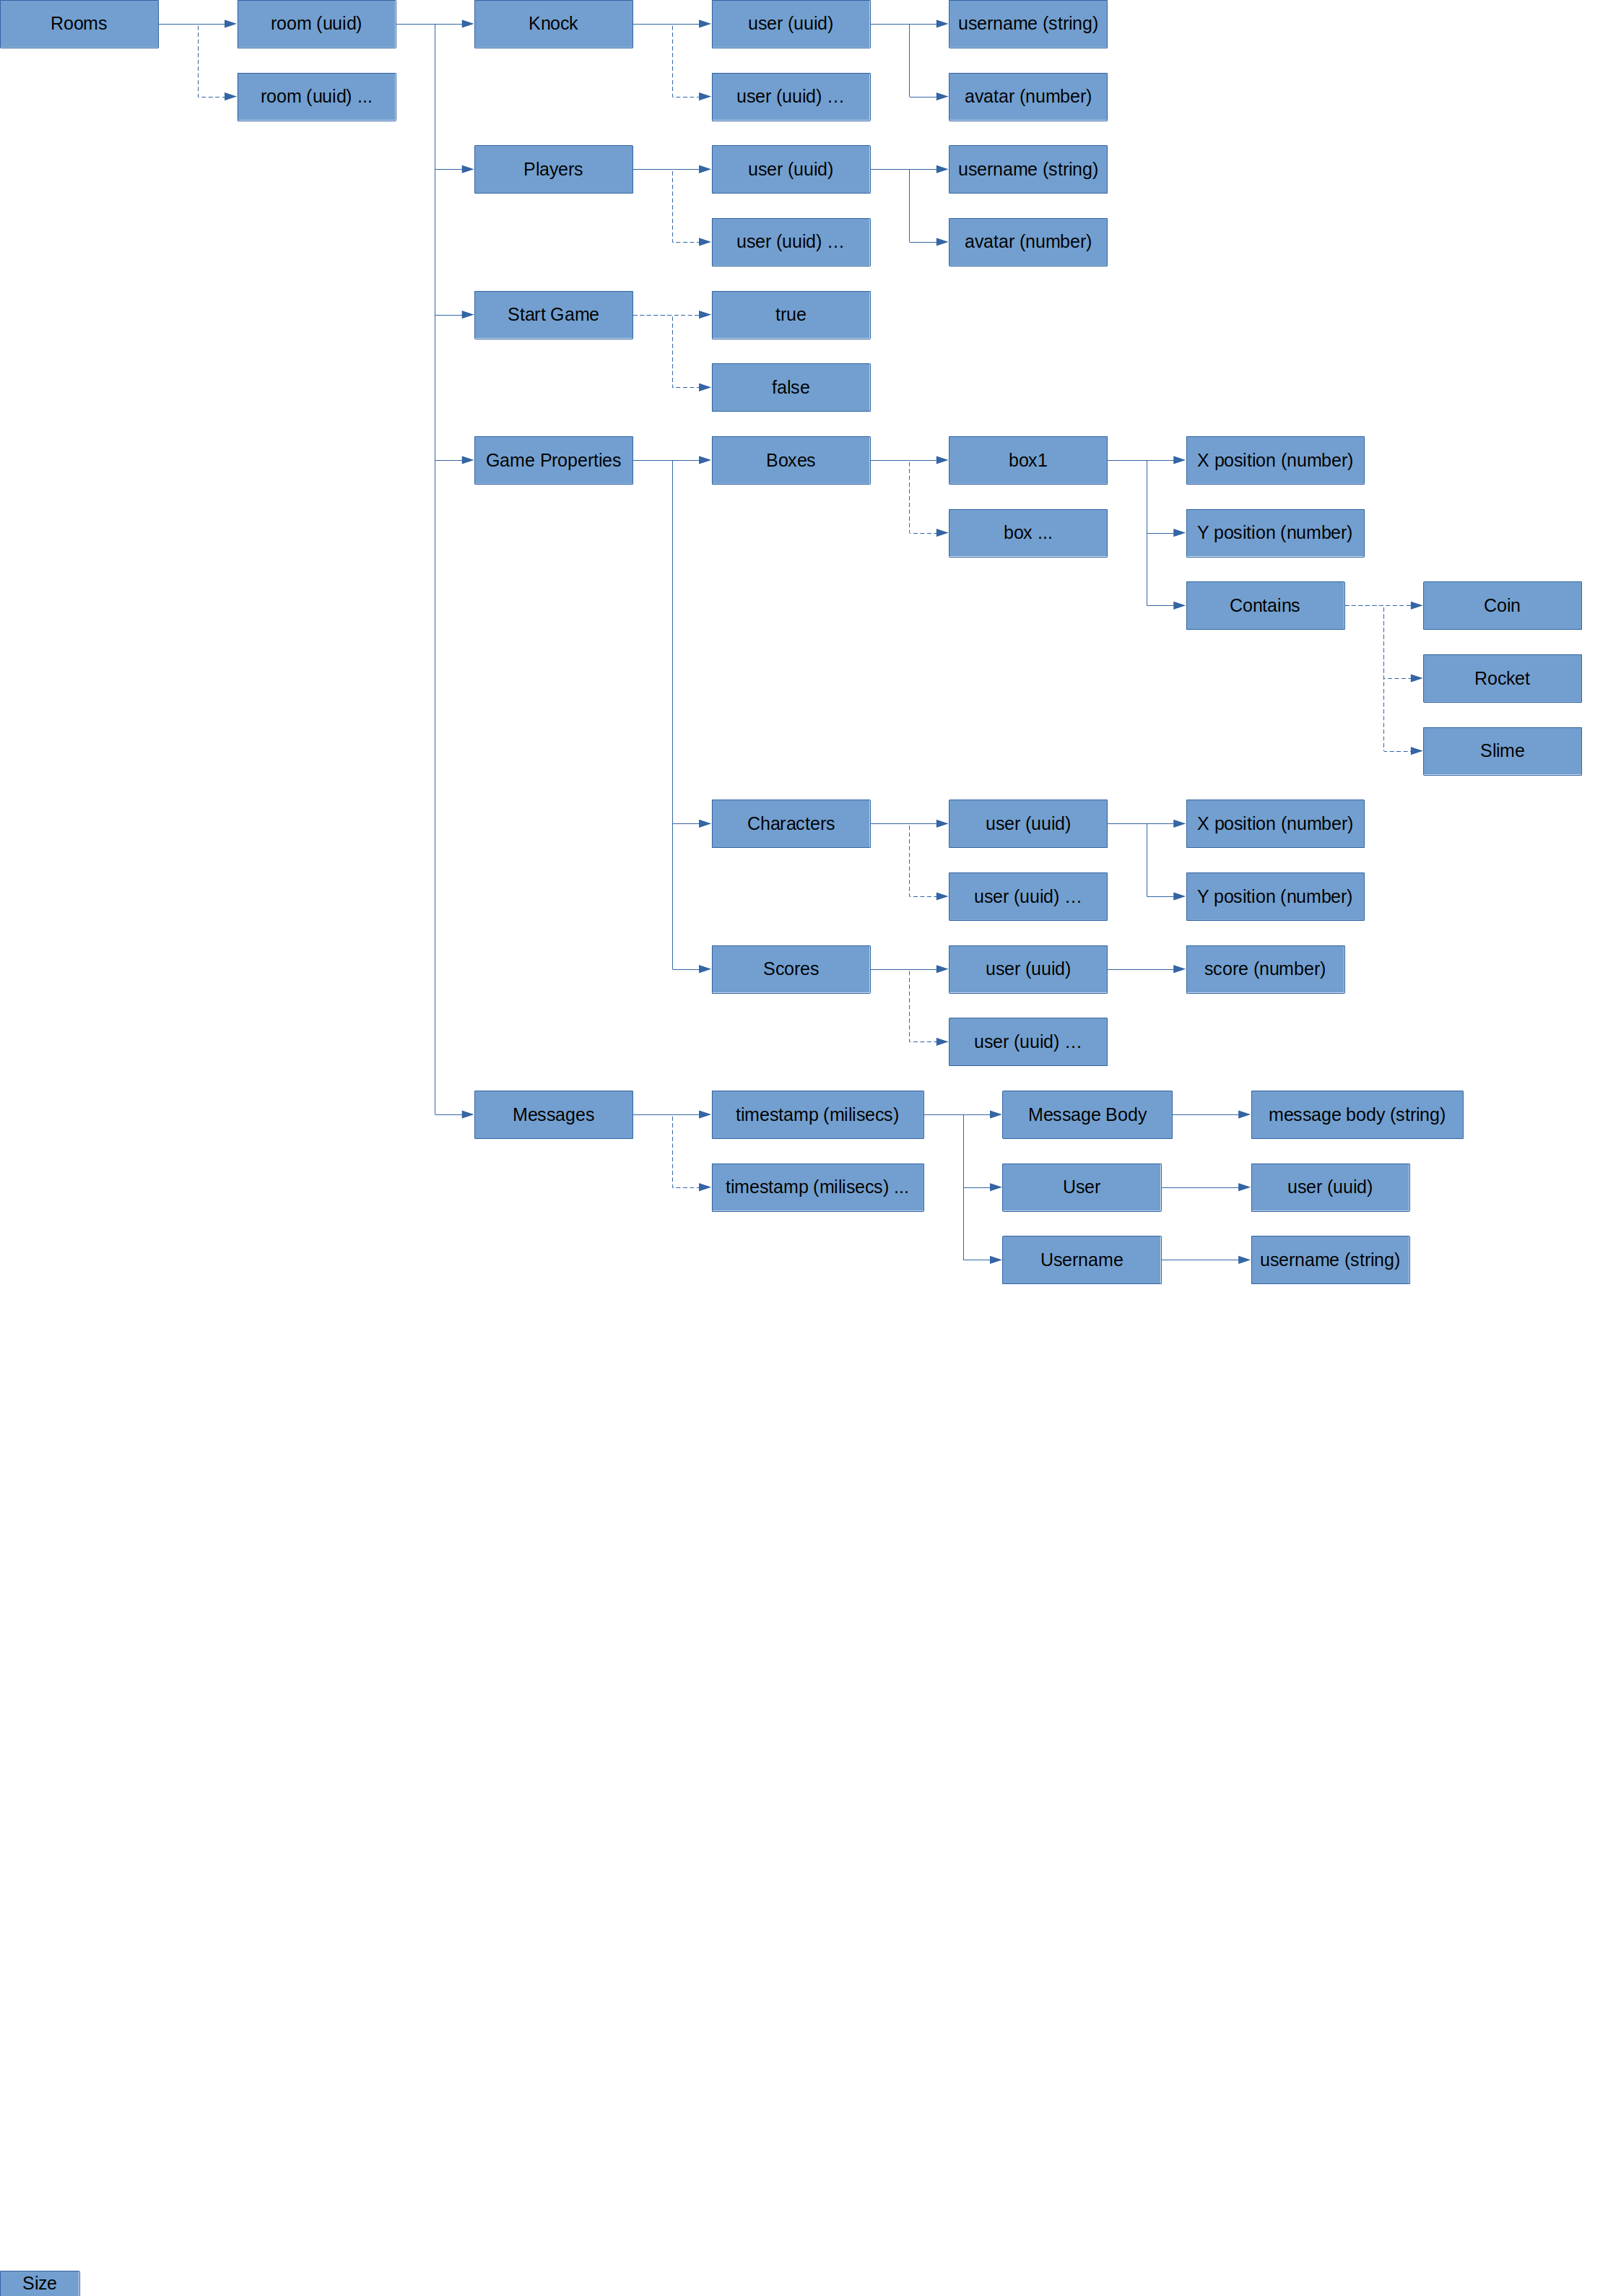 Rooms
room (uuid)
Knock
user (uuid)
username (string)
room (uuid) ...
user (uuid) …
avatar (number)
Players
user (uuid)
username (string)
user (uuid) …
avatar (number)
Start Game
true
false
Game Properties
Boxes
box1
X position (number)
box ...
Y position (number)
Contains
Coin
Rocket
Slime
Characters
user (uuid)
X position (number)
user (uuid) …
Y position (number)
Scores
user (uuid)
score (number)
user (uuid) …
Messages
timestamp (milisecs)
Message Body
message body (string)
timestamp (milisecs) ...
User
user (uuid)
Username
username (string)
Size